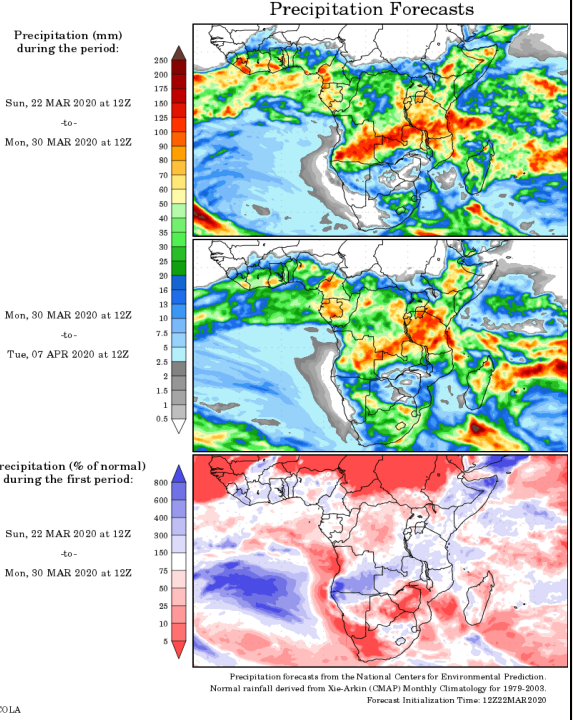 Precipitation Forecasts
Precipitation (mm)
during the period:
Sun, 22 MAR 2020 at 12Z
-to-
Mon, 30 MAR 2020 at 12Z
250
200
175
150
125
100
90
80
70
60
50
40
30
25
20
16
13
10
7.5
5
2.5
2
1.5
1
0.5
Mon, 30 MAR 2020 at 12Z
-to-
Tue, 07 APR 2020 at 12Z
recipitation (% of normal)
during the first period:
Sun, 22 MAR 2020 at 12Z
-to-
Mon, 30 MAR 2020 at 12Z
800
600
400
300
150
75
50
25
10
5
Precipitation forecasts from the National Centers for Environmental Prediction.
Normal rainfall derived from Xie-Arkin (CMAP) Monthly Climatology for 1979-2003.
Forecast Initialization Time: 12Z22MAR2020
COLA